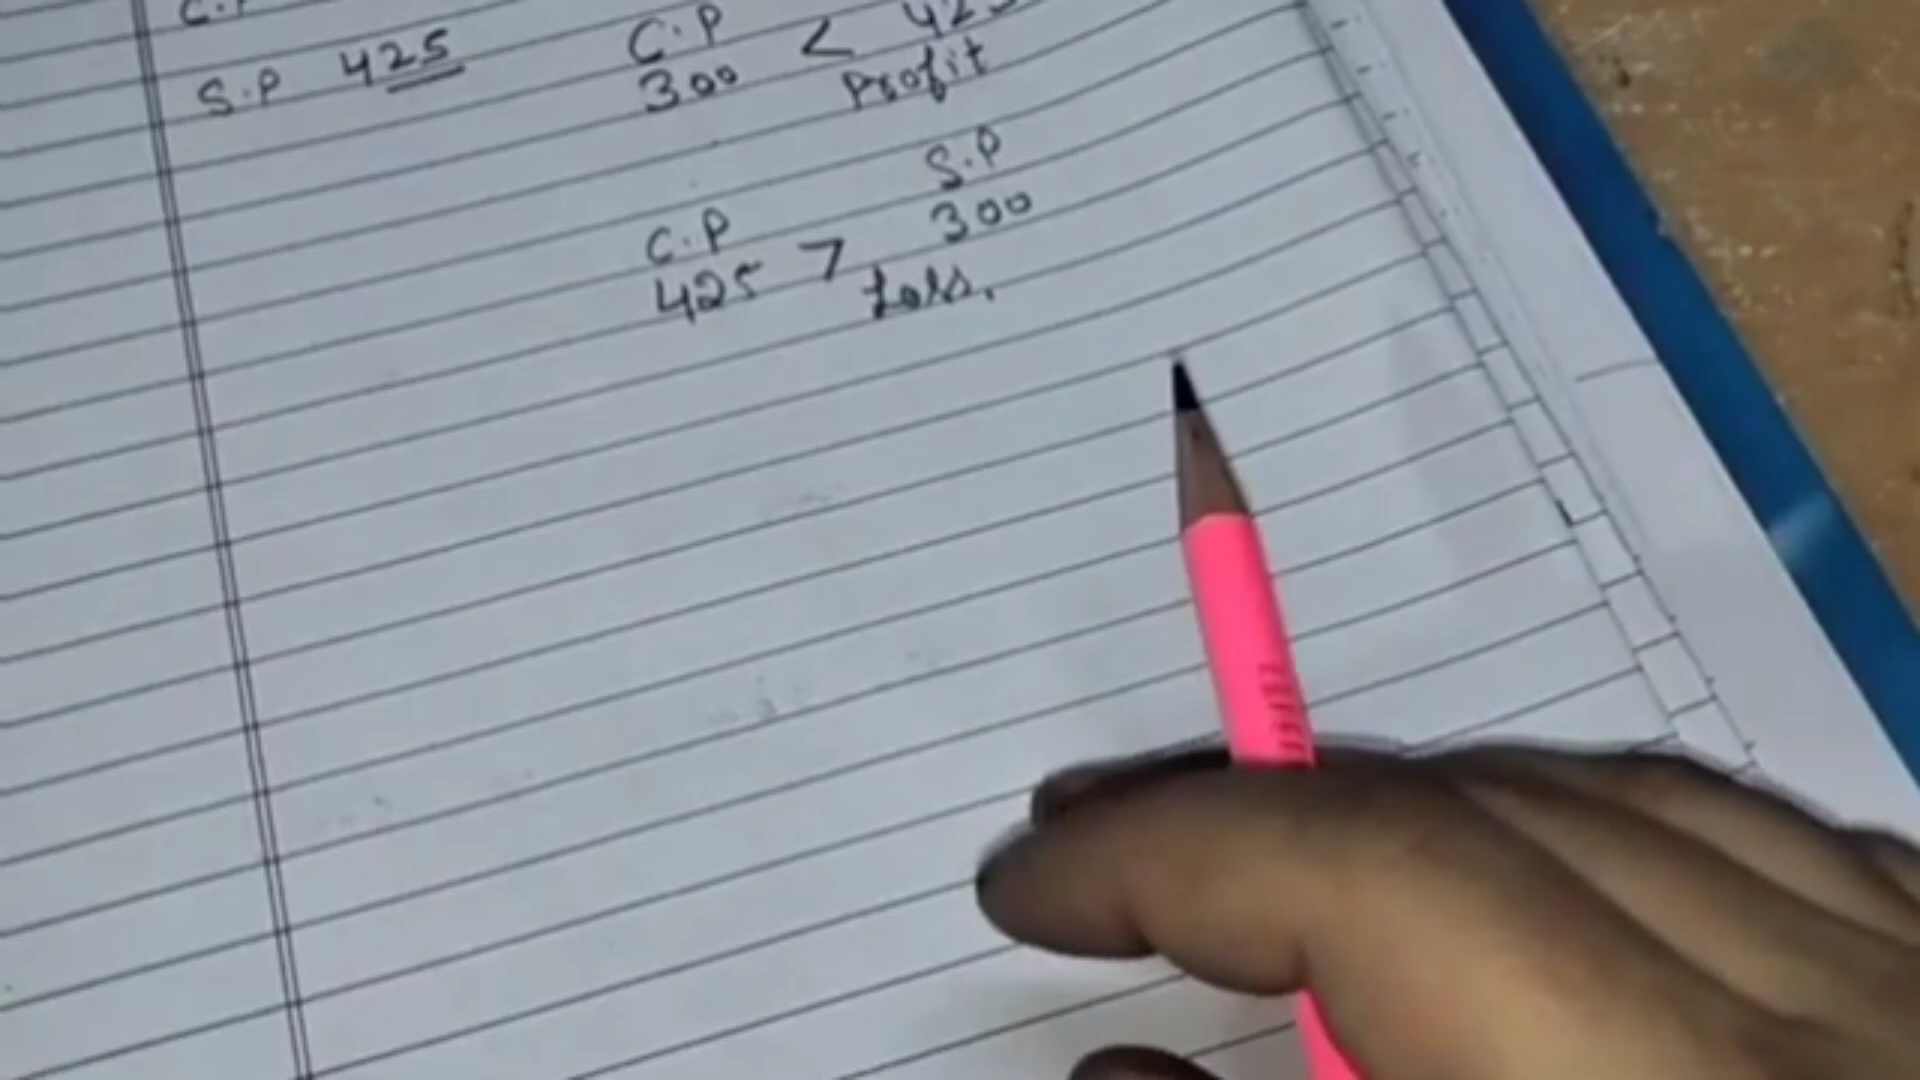 C.P
S.P 425
C.P
300 < 425
Profit
S.P
C.P 300
425 >
Loss.